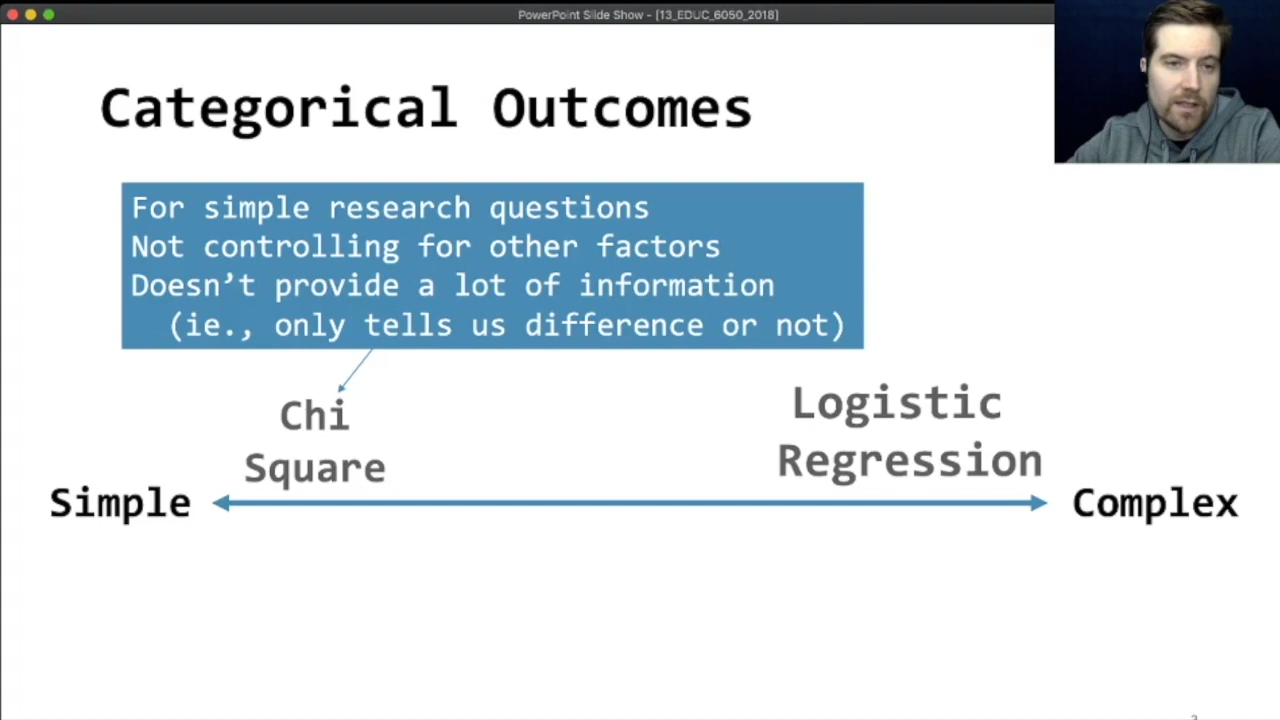 PowerPoint Slide Show - [13_EDUC_6050_2018]
Categorical Outcomes
For simple research questions
Not controlling for other factors
Doesn’t provide a lot of information
(ie., only tells us difference or not)
Chi
Square
Logistic
Regression
Simple
Complex